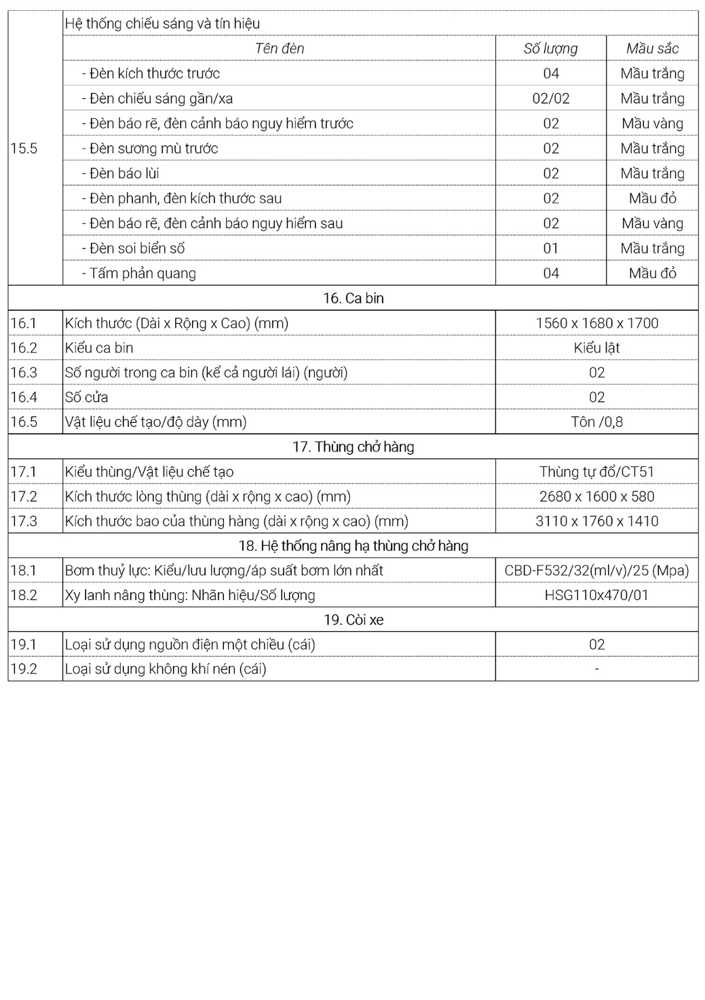 Hệ thống chiếu sáng và tín hiệu
Tên đèn Số lượng Mầu sắc
- Đèn kích thước trước 04 Mầu trắng
- Đèn chiếu sáng gần/xa 02/02 Mầu trắng
- Đèn báo rẽ, đèn cảnh báo nguy hiểm trước 02 Mầu vàng
15.5 - Đèn sương mù trước 02 Mầu trắng
- Đèn báo lùi 02 Mầu trắng
- Đèn phanh, đèn kích thước sau 02 Mầu đỏ
- Đèn báo rẽ, đèn cảnh báo nguy hiểm sau 02 Mầu vàng
- Đèn soi biển số 01 Mầu trắng
- Tấm phản quang 04 Mầu đỏ
16. Ca bin
16.1 Kích thước (Dài x Rộng x Cao) (mm) 1560 x 1680 x 1700
16.2 Kiểu ca bin Kiểu lật
16.3 Số người trong ca bin (kể cả người lái) (người) 02
16.4 Số cửa 02
16.5 Vật liệu chế tạo/độ dày (mm) Tôn /0,8
17. Thùng chở hàng
17.1 Kiểu thùng/Vật liệu chế tạo Thùng tự đổ/CT51
17.2 Kích thước lòng thùng (dài x rộng x cao) (mm) 2680 x 1600 x 580
17.3 Kích thước bao của thùng hàng (dài x rộng x cao) (mm) 3110 x 1760 x 1410
18. Hệ thống nâng hạ thùng chở hàng
18.1 Bơm thuỷ lực: Kiểu/lưu lượng/áp suất bơm lớn nhất CBD-F532/32(ml/v)/25 (Mpa)
18.2 Xy lanh nâng thùng: Nhãn hiệu/Số lượng HSG110x470/01
19. Còi xe
19.1 Loại sử dụng nguồn điện một chiều (cái) 02
19.2 Loại sử dụng không khí nén (cái) -